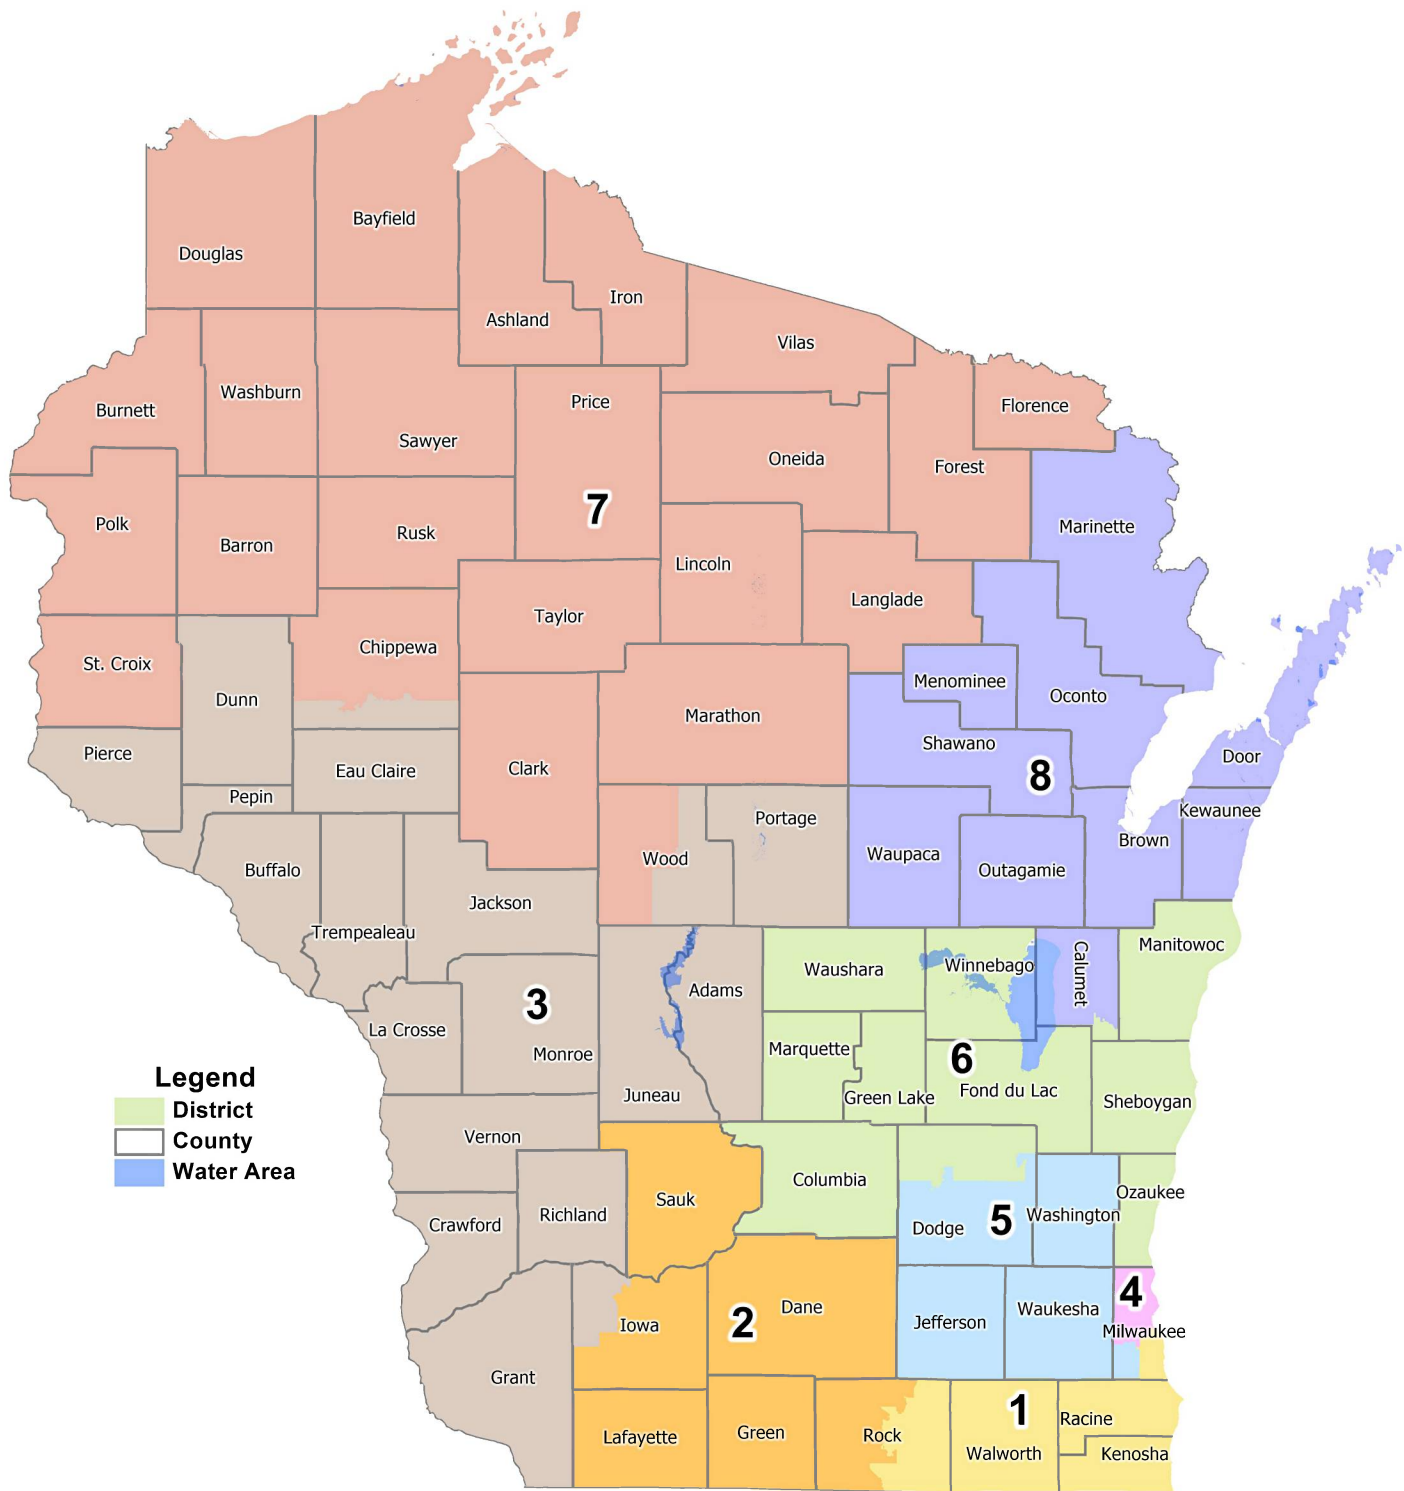 Bayfield
Douglas
Iron
Ashland
Vilas
Washburn
Price
Florence
Burnett
Sawyer
Oneida
Forest
7
Polk
Marinette
Rusk
Barron
Lincoln
Langlade
Taylor
Chippewa
St. Croix
Menominee
Oconto
Dunn
Marathon
Shawano
Pierce
Door
Eau Claire
Clark
8
Pepin
Kewaunee
Portage
Brown
Waupaca
Wood
Buffalo
Outagamie
Jackson
Trempealeau
Manitowoc
Winnebago
Waushara
Calumet
Adams
3
La Crosse
Marquette
Monroe
6
Legend
Fond du Lac
Juneau
Green Lake
Sheboygan
District
County
Vernon
Water Area
Columbia
Ozaukee
Sauk
Richland
Washington
5
Crawford
Dodge
4
Dane
Waukesha
2
Jefferson
Iowa
Milwaukee
Grant
1
Racine
Green
Rock
Lafayette
Walworth
Kenosha